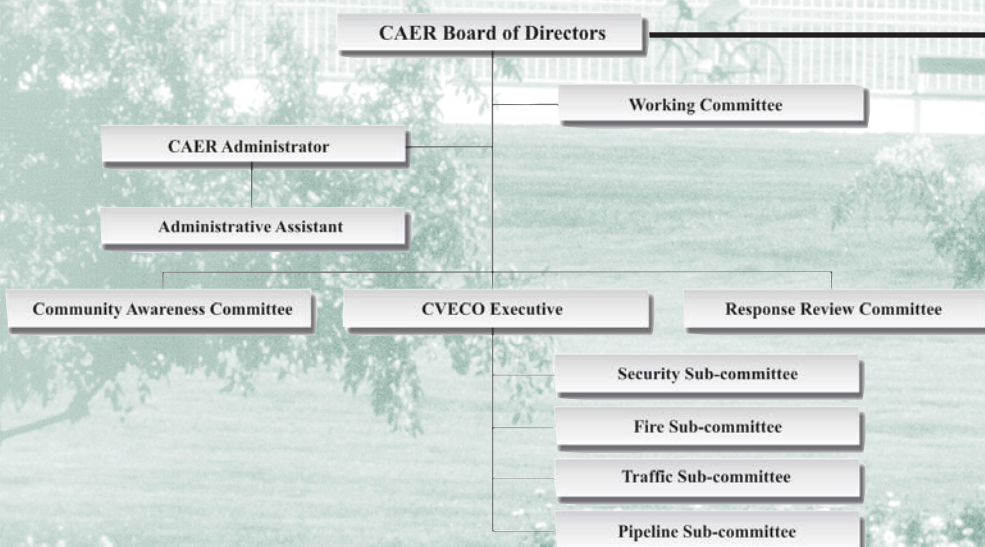 CAER Board of Directors
Working Committee
CAER Administrator
Administrative Assistant
Community Awareness Committee
CVECO Executive
Response Review Committee
Security Sub-committee
Fire Sub-committee
Traffic Sub-committee
Pipeline Sub-committee